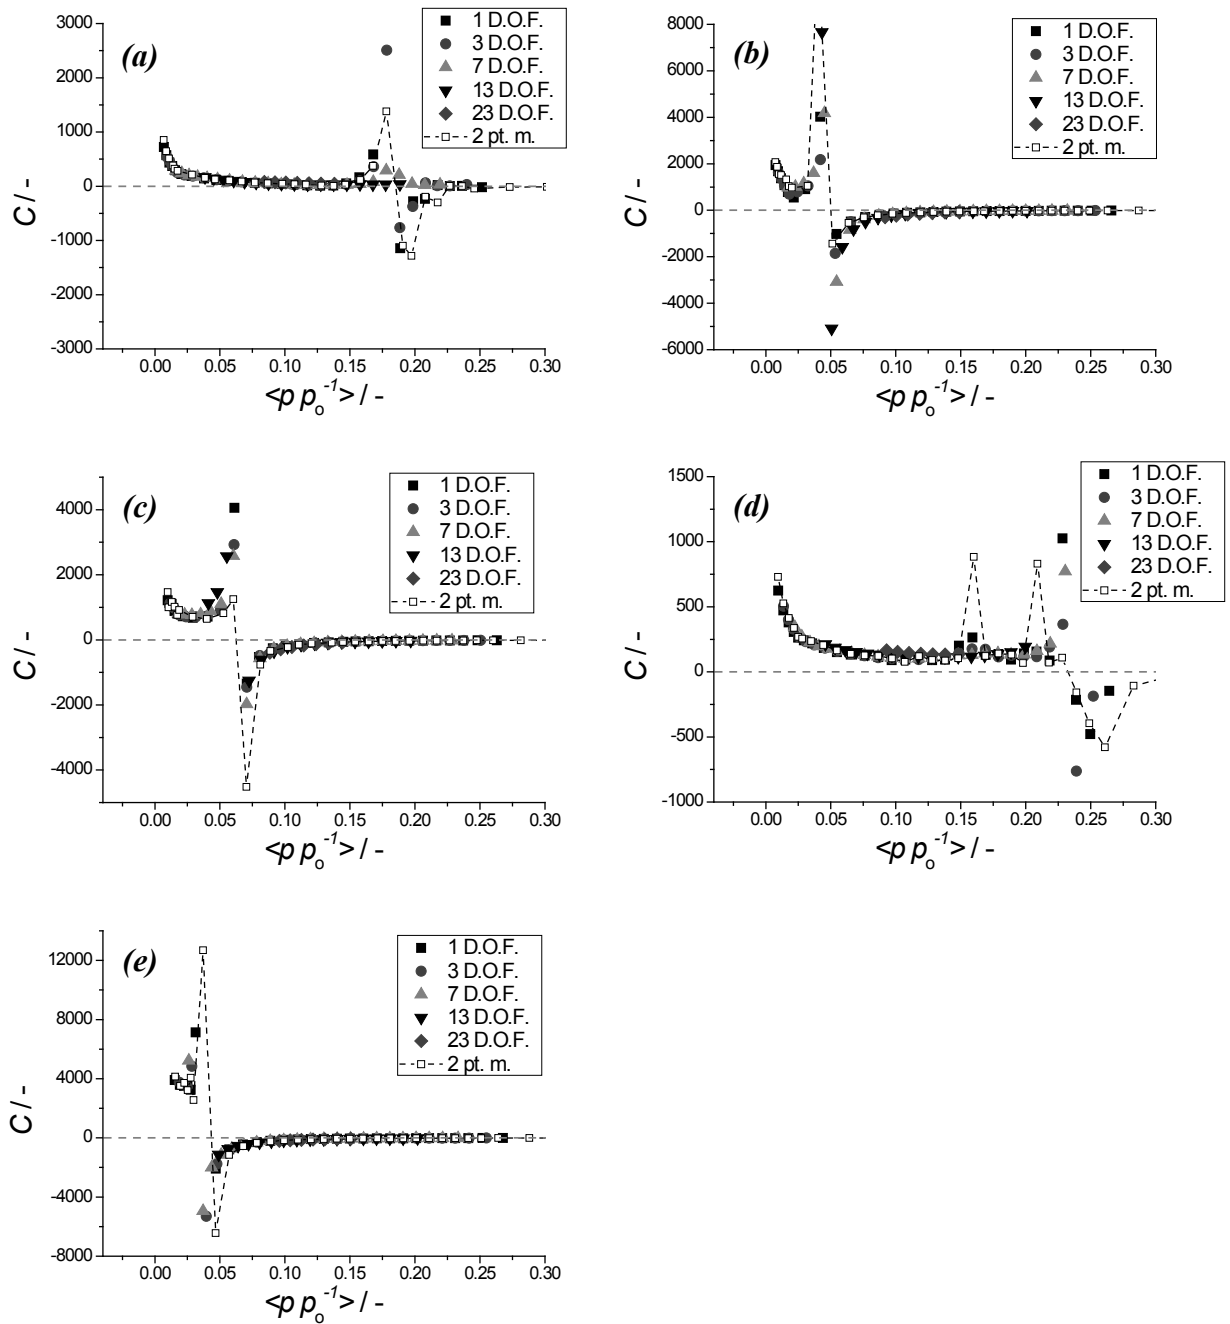 (a)
1 D.O.F.
3 D.O.F.
7 D.O.F.
13 D.O.F.
23 D.O.F.
2 pt. m.
3000
2000
1000
0
-1000
-2000
-3000
C / -
0.00 0.05 0.10 0.15 0.20 0.25 0.30
<p p_o^-1> / -
(b)
1 D.O.F.
3 D.O.F.
7 D.O.F.
13 D.O.F.
23 D.O.F.
2 pt. m.
8000
6000
4000
2000
0
-2000
-4000
-6000
C / -
0.00 0.05 0.10 0.15 0.20 0.25 0.30
<p p_o^-1> / -
(c)
1 D.O.F.
3 D.O.F.
7 D.O.F.
13 D.O.F.
23 D.O.F.
2 pt. m.
4000
2000
0
-2000
-4000
C / -
0.00 0.05 0.10 0.15 0.20 0.25 0.30
<p p_o^-1> / -
(d)
1 D.O.F.
3 D.O.F.
7 D.O.F.
13 D.O.F.
23 D.O.F.
2 pt. m.
1500
1000
500
0
-500
-1000
C / -
0.00 0.05 0.10 0.15 0.20 0.25 0.30
<p p_o^-1> / -
(e)
1 D.O.F.
3 D.O.F.
7 D.O.F.
13 D.O.F.
23 D.O.F.
2 pt. m.
12000
8000
4000
0
-4000
-8000
C / -
0.00 0.05 0.10 0.15 0.20 0.25 0.30
<p p_o^-1> / -